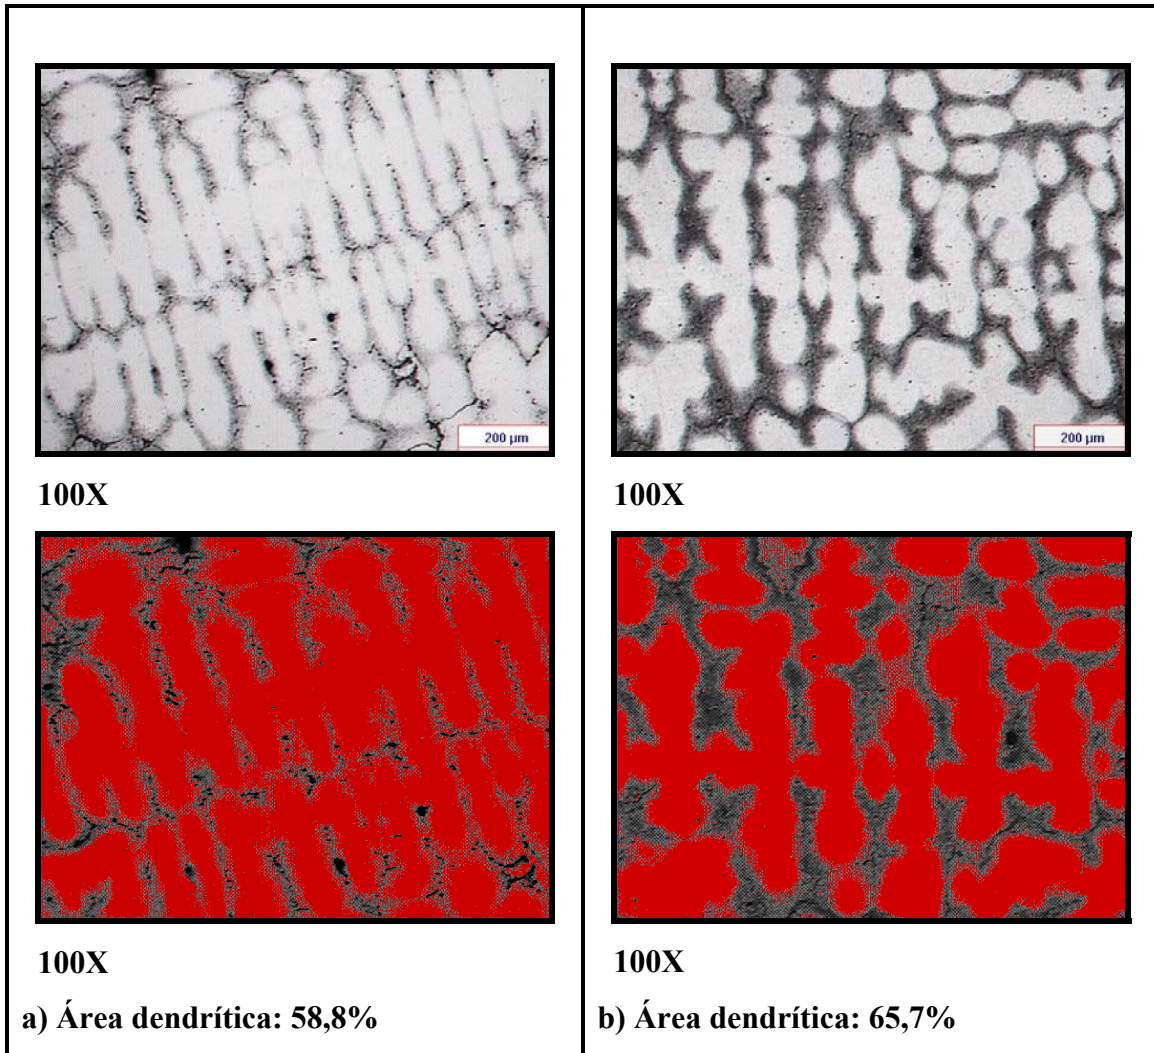 200 µm
100X
100X
a) Área dendrítica: 58,8%
200 µm
100X
100X
b) Área dendrítica: 65,7%